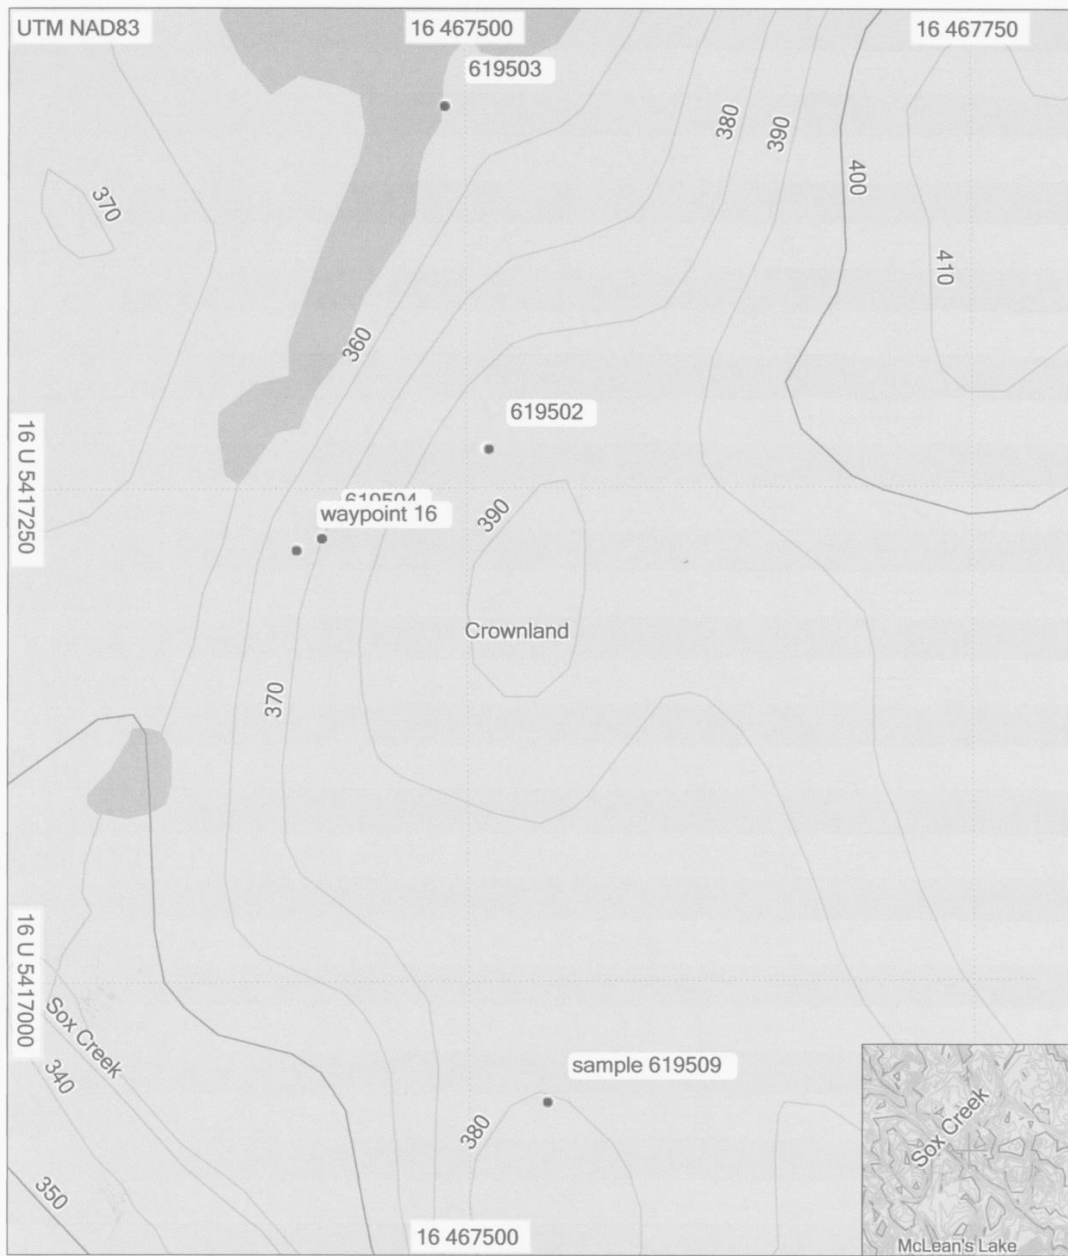 UTM NAD83
16 467500
16 467750
619503
380
390
400
370
410
360
619502
16 U 5417250
619504
waypoint 16
390
Crownland
370
16 U 5417000
Sox Creek
340
sample 619509
380
350
16 467500
Sox Creek
McLean's Lake